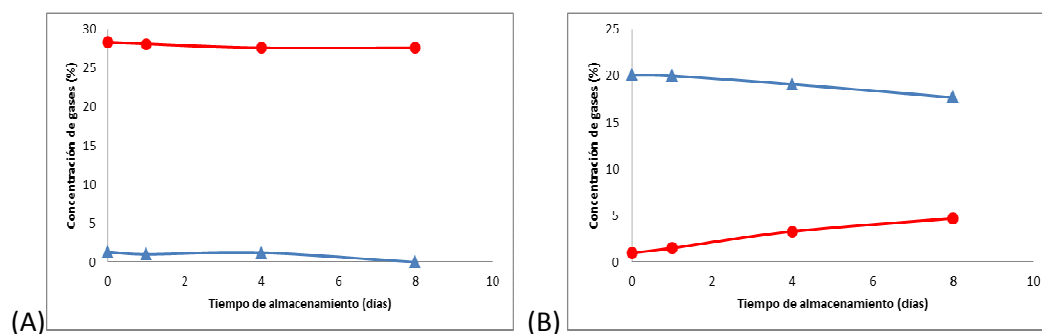 Concentración de gases (%)
30
25
20
15
10
5
0
0 2 4 6 8 10
Tiempo de almacenamiento (días)
(A)
Concentración de gases (%)
25
20
15
10
5
0
0 2 4 6 8 10
Tiempo de almacenamiento (días)
(B)